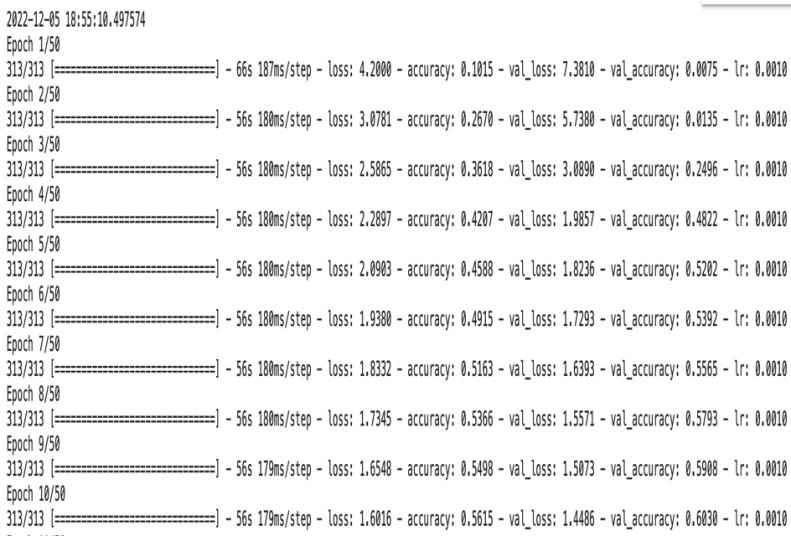 2022-12-05 18:55:10.497574
Epoch 1/50
313/313 [==============================] - 66s 187ms/step - loss: 4.2000 - accuracy: 0.1015 - val_loss: 7.3810 - val_accuracy: 0.0075 - lr: 0.0010
Epoch 2/50
313/313 [==============================] - 56s 180ms/step - loss: 3.0781 - accuracy: 0.2670 - val_loss: 5.7380 - val_accuracy: 0.0135 - lr: 0.0010
Epoch 3/50
313/313 [==============================] - 56s 180ms/step - loss: 2.5865 - accuracy: 0.3618 - val_loss: 3.0890 - val_accuracy: 0.2496 - lr: 0.0010
Epoch 4/50
313/313 [==============================] - 56s 180ms/step - loss: 2.2897 - accuracy: 0.4207 - val_loss: 1.9857 - val_accuracy: 0.4822 - lr: 0.0010
Epoch 5/50
313/313 [==============================] - 56s 180ms/step - loss: 2.0903 - accuracy: 0.4588 - val_loss: 1.8236 - val_accuracy: 0.5202 - lr: 0.0010
Epoch 6/50
313/313 [==============================] - 56s 180ms/step - loss: 1.9380 - accuracy: 0.4915 - val_loss: 1.7293 - val_accuracy: 0.5392 - lr: 0.0010
Epoch 7/50
313/313 [==============================] - 56s 180ms/step - loss: 1.8332 - accuracy: 0.5163 - val_loss: 1.6393 - val_accuracy: 0.5565 - lr: 0.0010
Epoch 8/50
313/313 [==============================] - 56s 180ms/step - loss: 1.7345 - accuracy: 0.5366 - val_loss: 1.5571 - val_accuracy: 0.5793 - lr: 0.0010
Epoch 9/50
313/313 [==============================] - 56s 179ms/step - loss: 1.6548 - accuracy: 0.5498 - val_loss: 1.5073 - val_accuracy: 0.5908 - lr: 0.0010
Epoch 10/50
313/313 [==============================] - 56s 179ms/step - loss: 1.6016 - accuracy: 0.5615 - val_loss: 1.4486 - val_accuracy: 0.6030 - lr: 0.0010